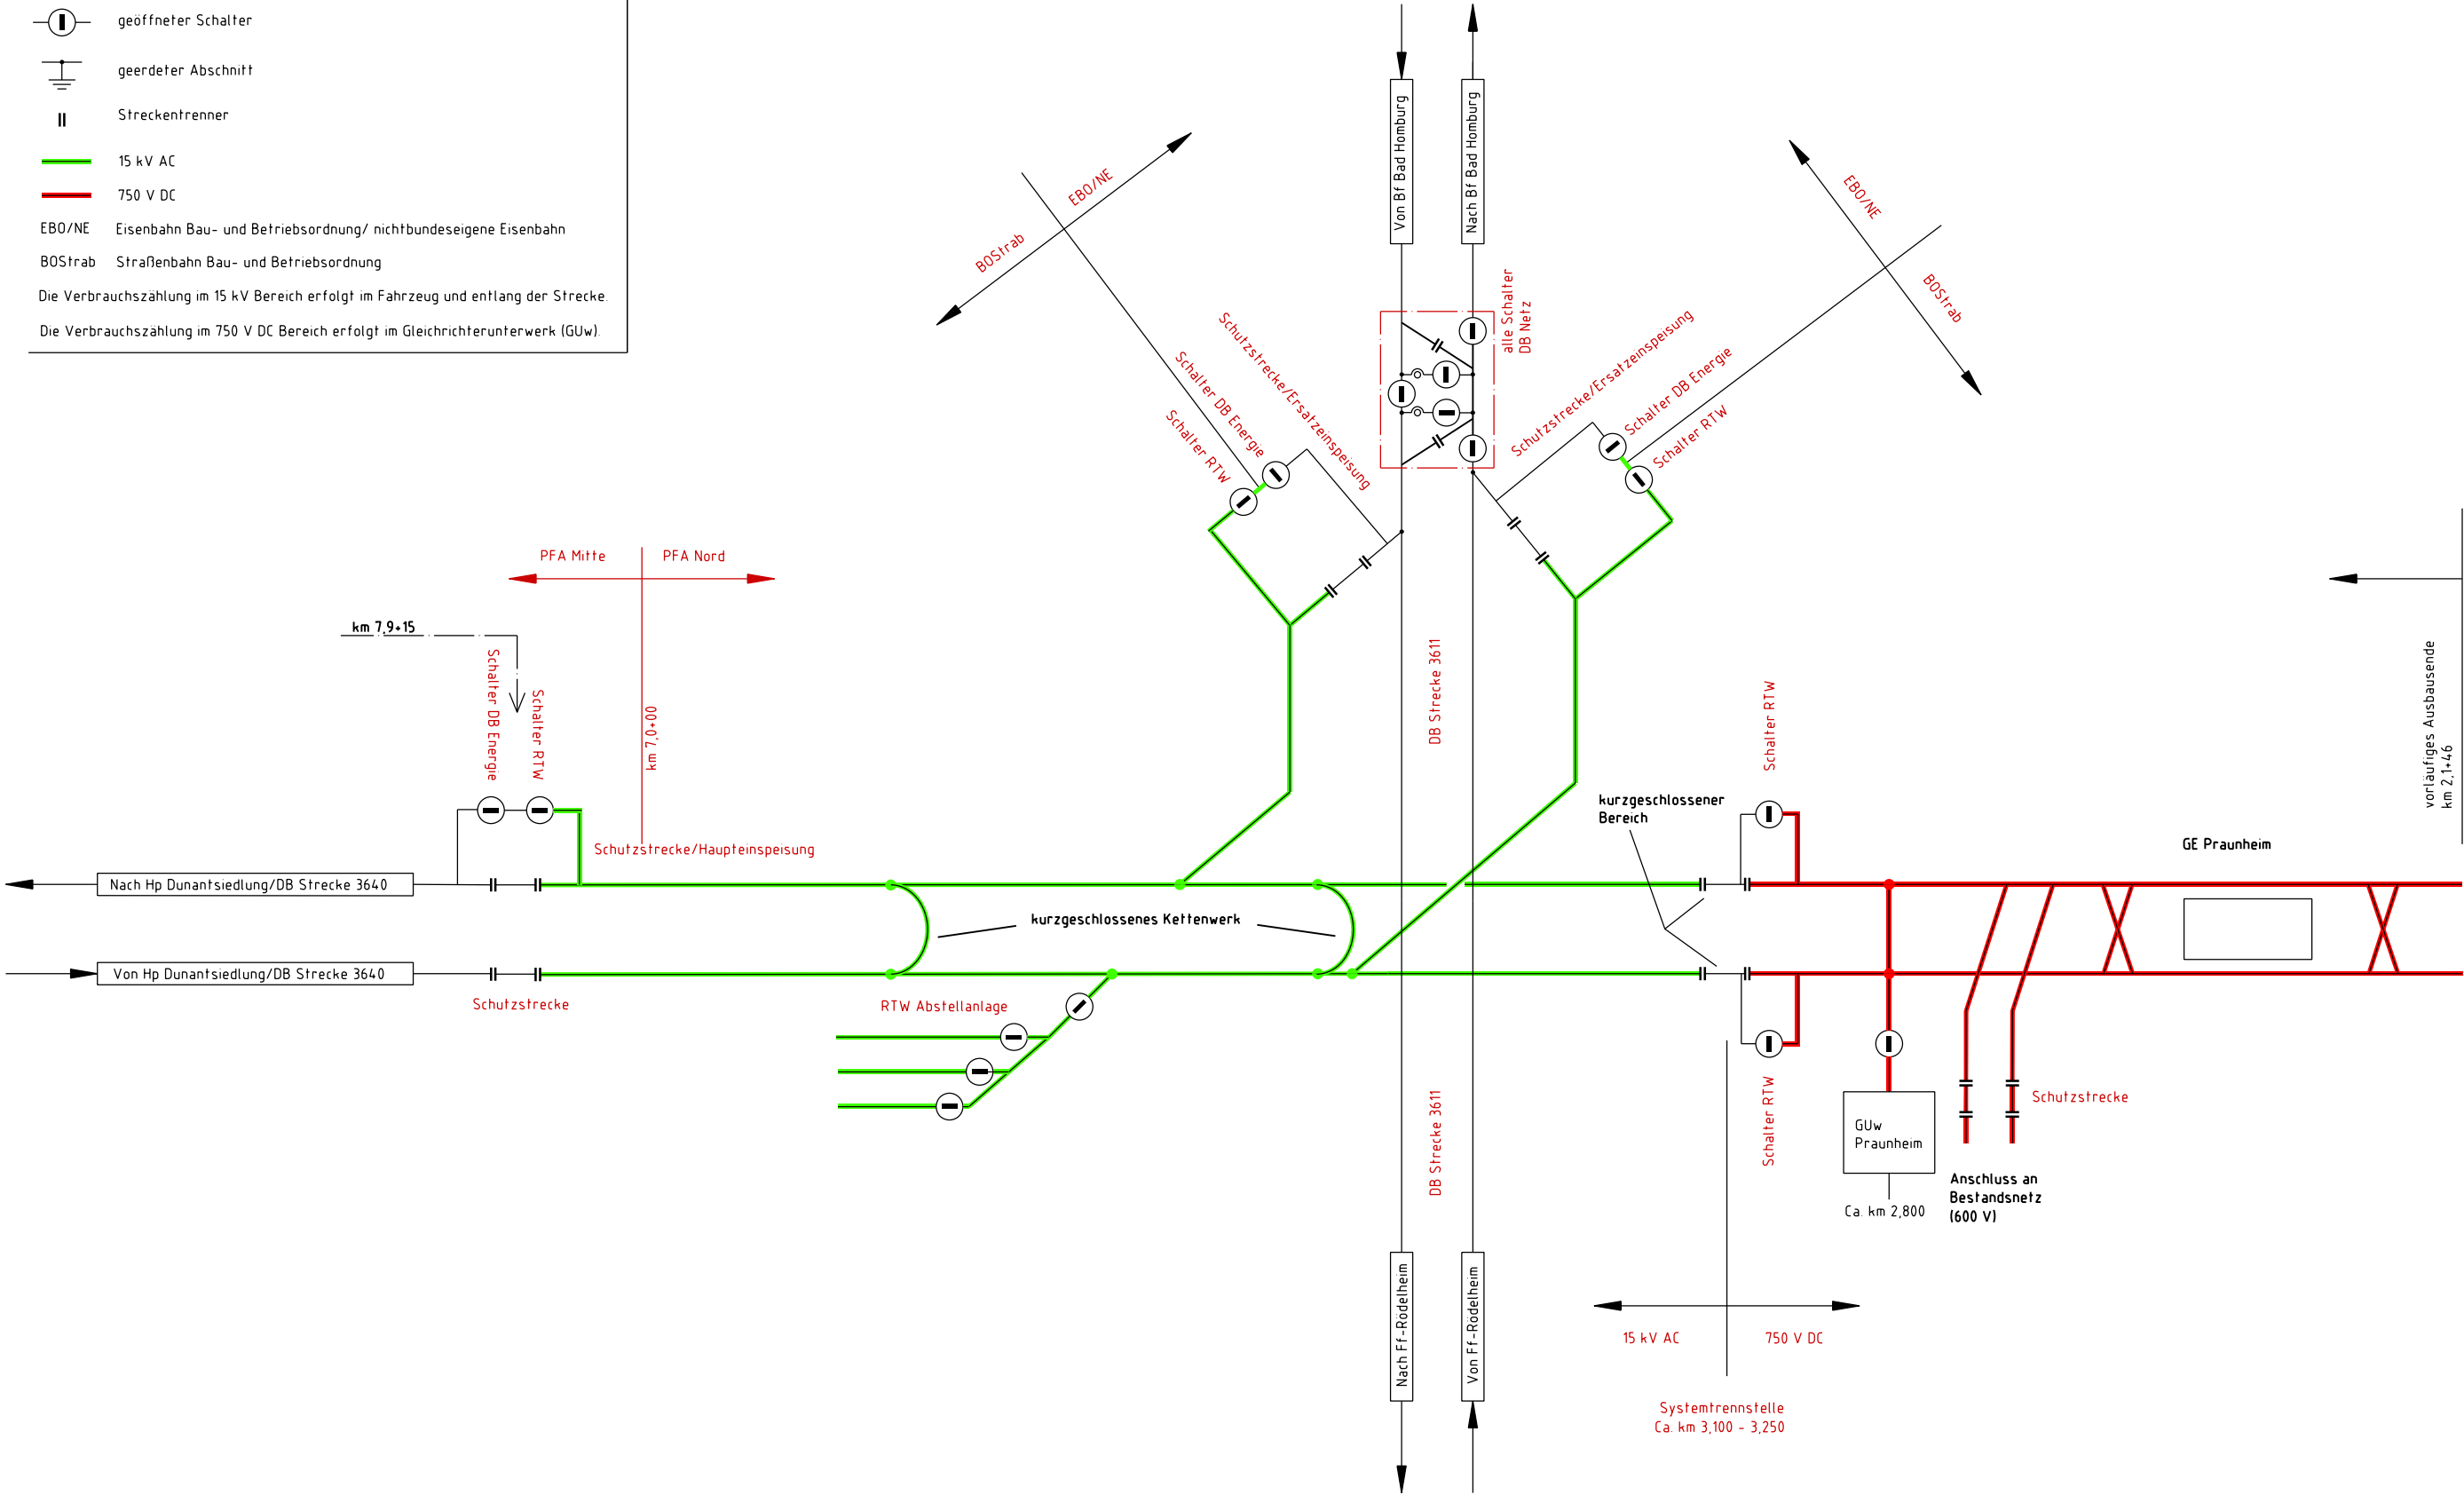 geöffneter Schalter
geerdeter Abschnitt
Streckentrenner
15 kV AC
750 V DC
EBO/NE Eisenbahn Bau- und Betriebsordnung/ nichtbundeseigene Eisenbahn
BOStrab Straßenbahn Bau- und Betriebsordnung
Die Verbrauchszählung im 15 kV Bereich erfolgt im Fahrzeug und entlang der Strecke.
Die Verbrauchszählung im 750 V DC Bereich erfolgt im Gleichrichterunterwerk (GUw).
EBO/NE
BOStrab
Schutzstrecke/Ersatzeinspeisung
Schalter DB Energie
Schalter RTW
Von Bf Bad Homburg
Nach Bf Bad Homburg
alle Schalter
DB Netz
EBO/NE
BOStrab
Schutzstrecke/Ersatzeinspeisung
Schalter DB Energie
Schalter RTW
PFA Mitte
PFA Nord
km 7,9+15
Schalter DB Energie
Schalter RTW
km 7,0+00
DB Strecke 3611
Schalter RTW
vorläufiges Ausbausende
km 2,1+46
kurzgeschlossener
Bereich
Schutzstrecke/Haupteinspeisung
GE Praunheim
Nach Hp Dunantsiedlung/DB Strecke 3640
kurzgeschlossenes Kettenwerk
Von Hp Dunantsiedlung/DB Strecke 3640
Schutzstrecke
RTW Abstellanlage
DB Strecke 3611
Schalter RTW
Schutzstrecke
GUw
Praunheim
Ca. km 2,800
Anschluss an
Bestandsnetz
(600 V)
Nach Ff-Rödelheim
Von Ff-Rödelheim
15 kV AC
750 V DC
Systemtrennstelle
Ca. km 3,100 - 3,250